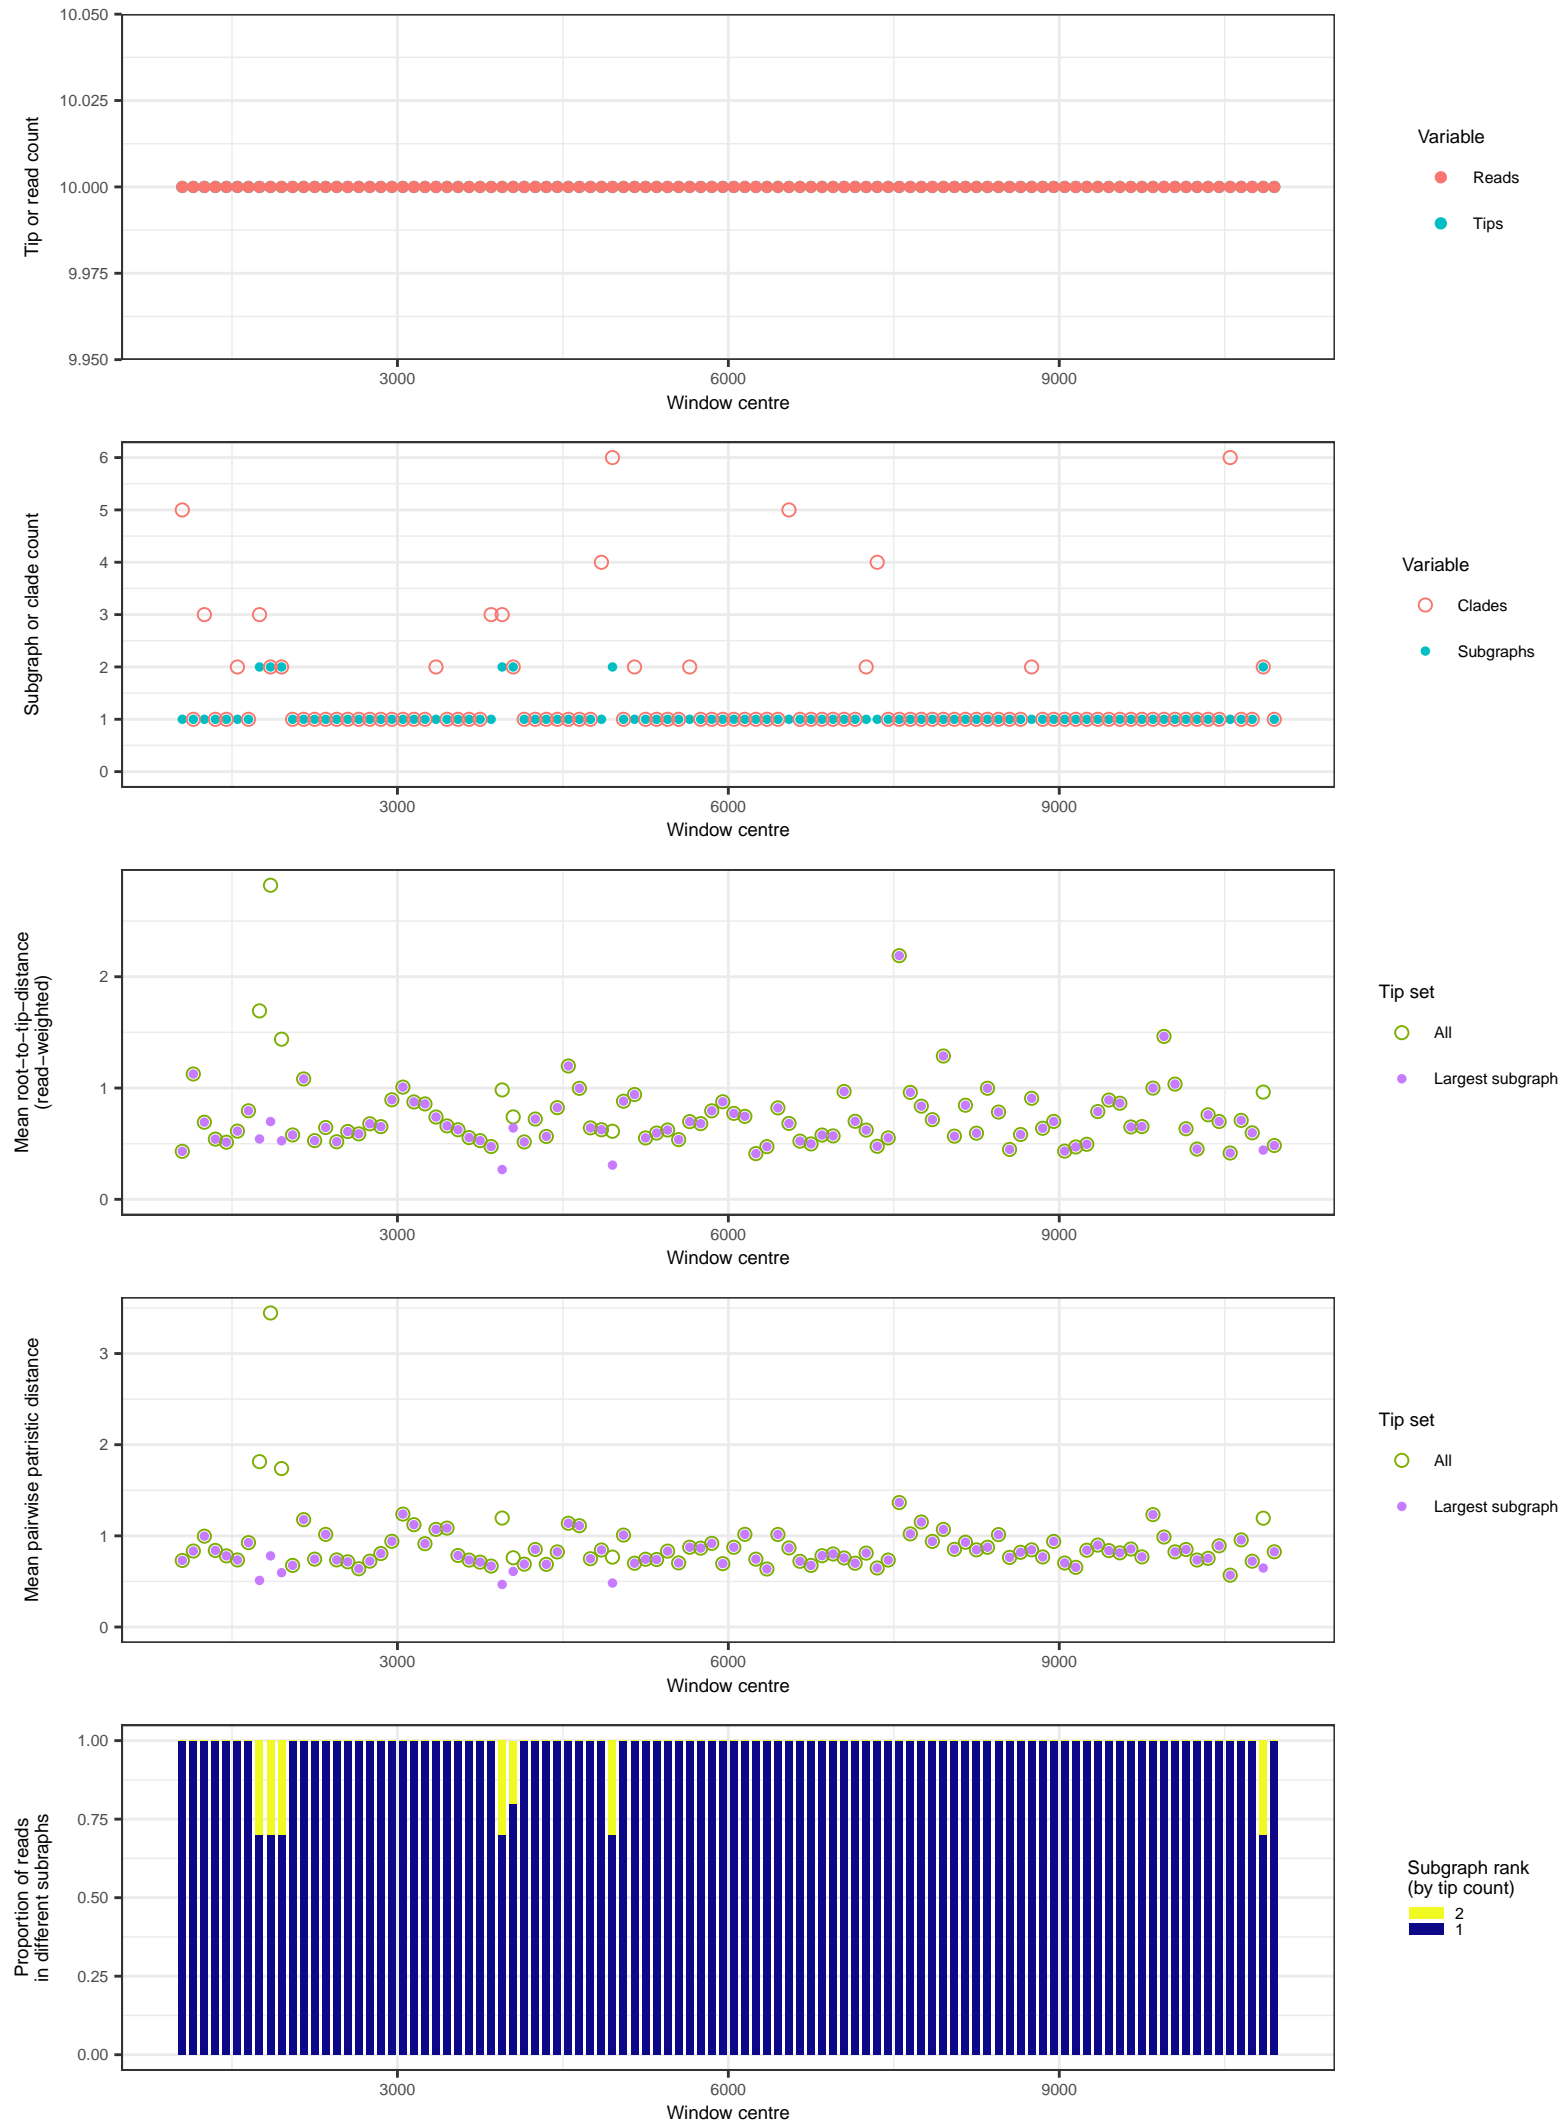 10.050
10.025
10.000
9.975
9.950
Tip or read count
3000
6000
9000
Window centre
Variable
Reads
Tips
6
5
4
3
2
1
0
Subgraph or clade count
3000
6000
9000
Window centre
Variable
Clades
Subgraphs
2
1
0
Mean root−to−tip−distance
(read−weighted)
3000
6000
9000
Window centre
Tip set
All
Largest subgraph
3
2
1
0
Mean pairwise patristic distance
3000
6000
9000
Window centre
Tip set
All
Largest subgraph
1.00
0.75
0.50
0.25
0.00
Proportion of reads
in different subraphs
3000
6000
9000
Window centre
Subgraph rank
(by tip count)
2
1